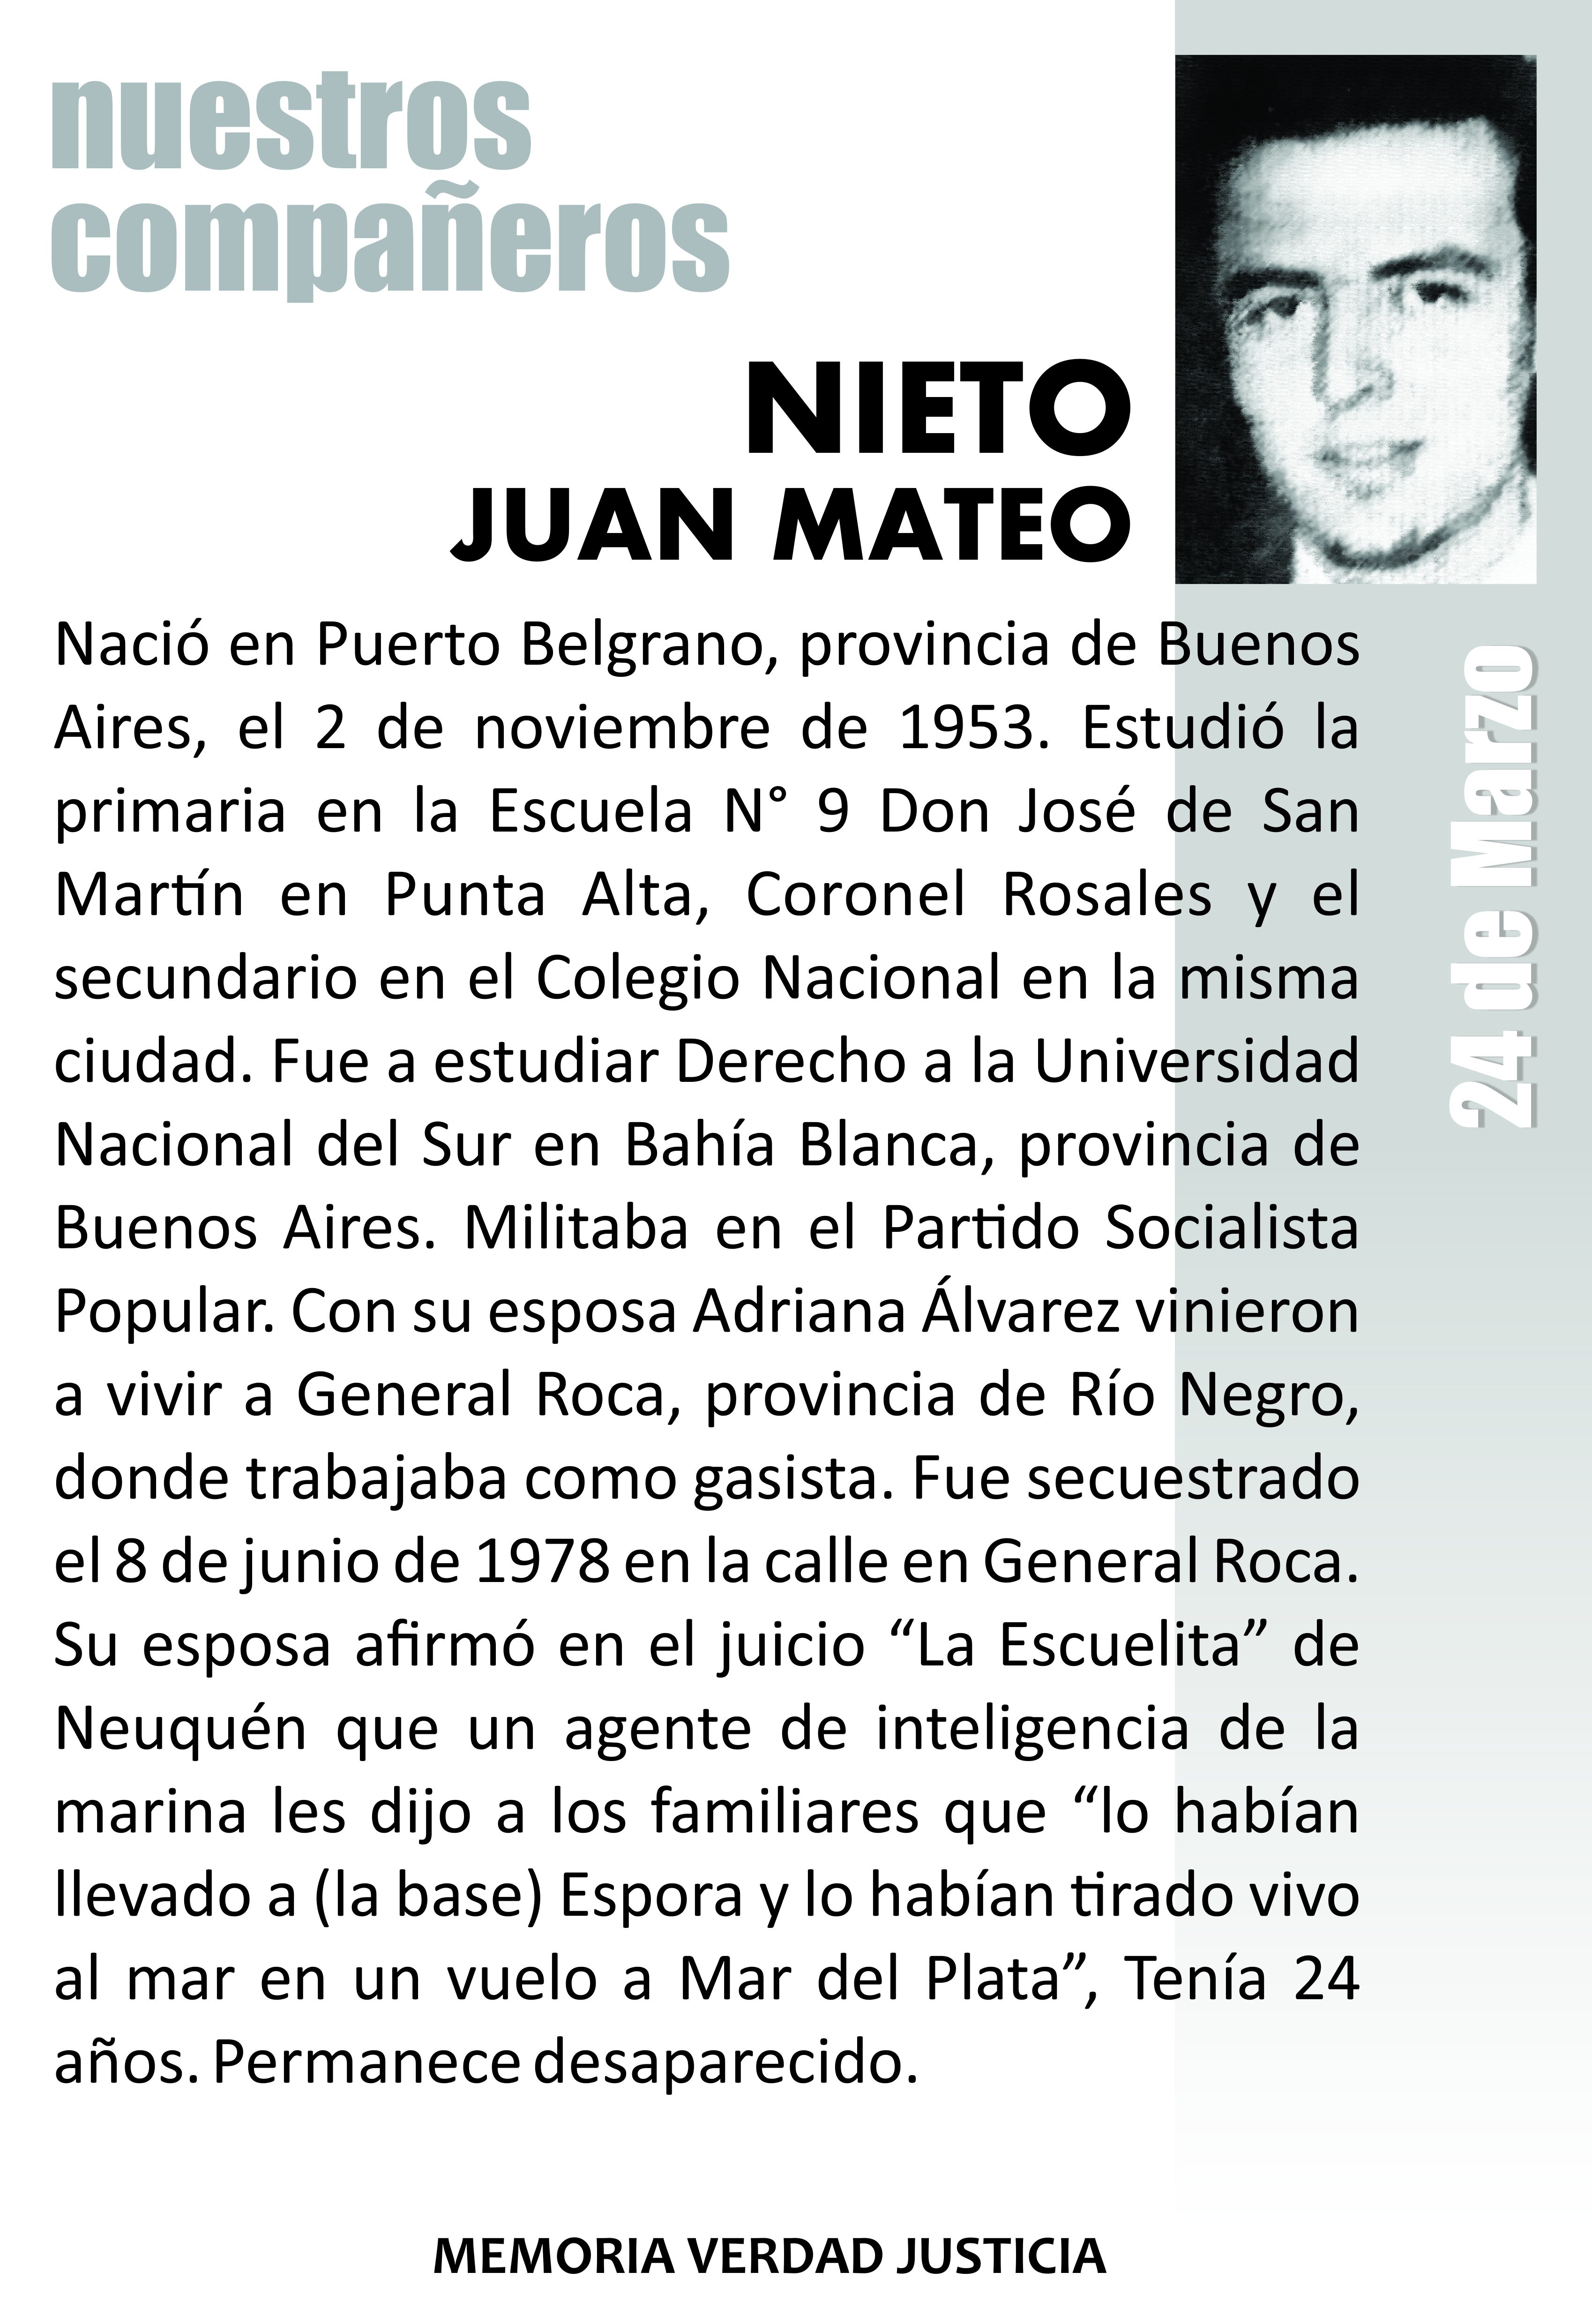 nuestros
compañeros
NIETO
JUAN MATEO
Nació en Puerto Belgrano, provincia de Buenos
Aires, el 2 de noviembre de 1953. Estudió la
primaria en la Escuela N° 9 Don José de San
Martín en Punta Alta, Coronel Rosales y el
secundario en el Colegio Nacional en la misma
ciudad. Fue a estudiar Derecho a la Universidad
Nacional del Sur en Bahía Blanca, provincia de
Buenos Aires. Militaba en el Partido Socialista
Popular. Con su esposa Adriana Álvarez vinieron
a vivir a General Roca, provincia de Río Negro,
donde trabajaba como gasista. Fue secuestrado
el 8 de junio de 1978 en la calle en General Roca.
Su esposa afirmó en el juicio “La Escuelita” de
Neuquén que un agente de inteligencia de la
marina les dijo a los familiares que “lo habían
llevado a (la base) Espora y lo habían tirado vivo
al mar en un vuelo a Mar del Plata”, Tenía 24
años. Permanece desaparecido.
24 de Marzo
MEMORIA VERDAD JUSTICIA